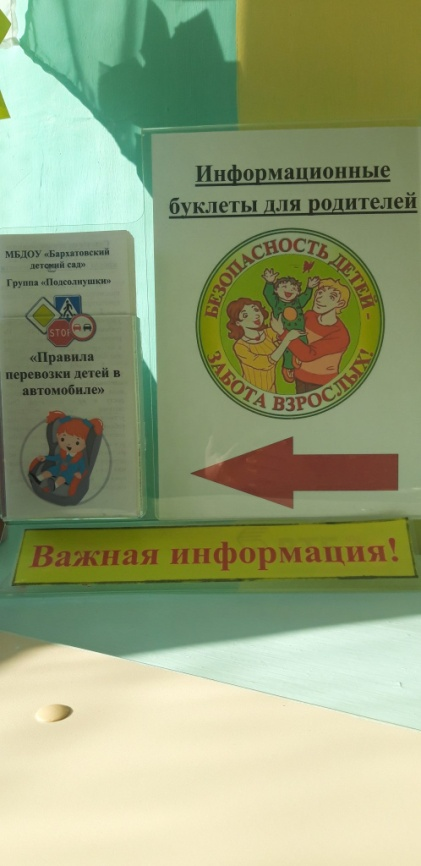 Информационные
буклеты для родителей
БЕЗОПАСНОСТЬ ДЕТЕЙ -
ЗАБОТА ВЗРОСЛЫХ!
МБДОУ «Бархатовский
детский сад»
Группа «Подсолнушки»
STOP
«Правила
перевозки детей в
автомобиле»
Важная информация!